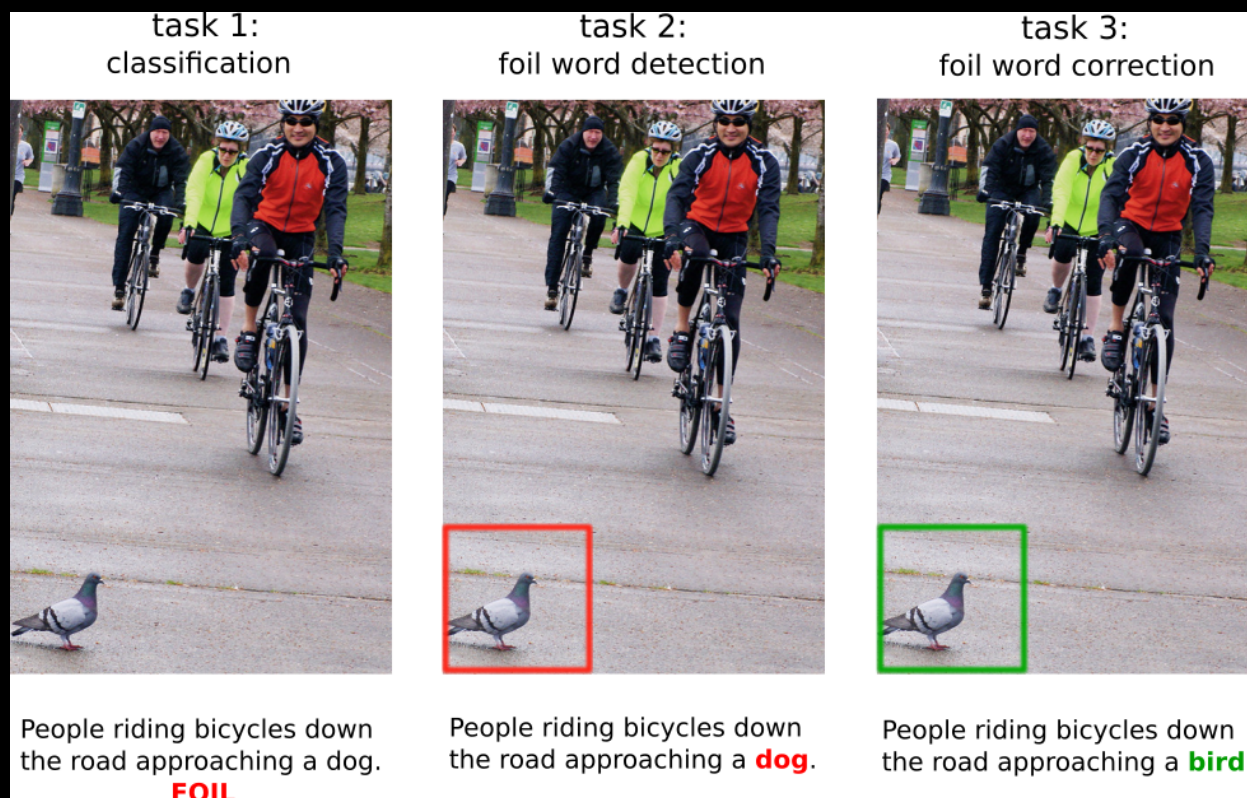 task 1:
classification
task 2:
foil word detection
task 3:
foil word correction
People riding bicycles down
the road approaching a dog.
FOIL
People riding bicycles down
the road approaching a dog.
People riding bicycles down
the road approaching a bird